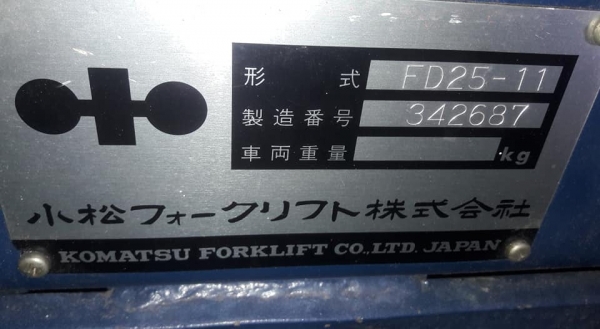 形式 FD25-11
製造番号 342687
車両重量 kg
小松フォークリフト株式会社
KOMATSU FORKLIFT CO.,LTD. JAPAN